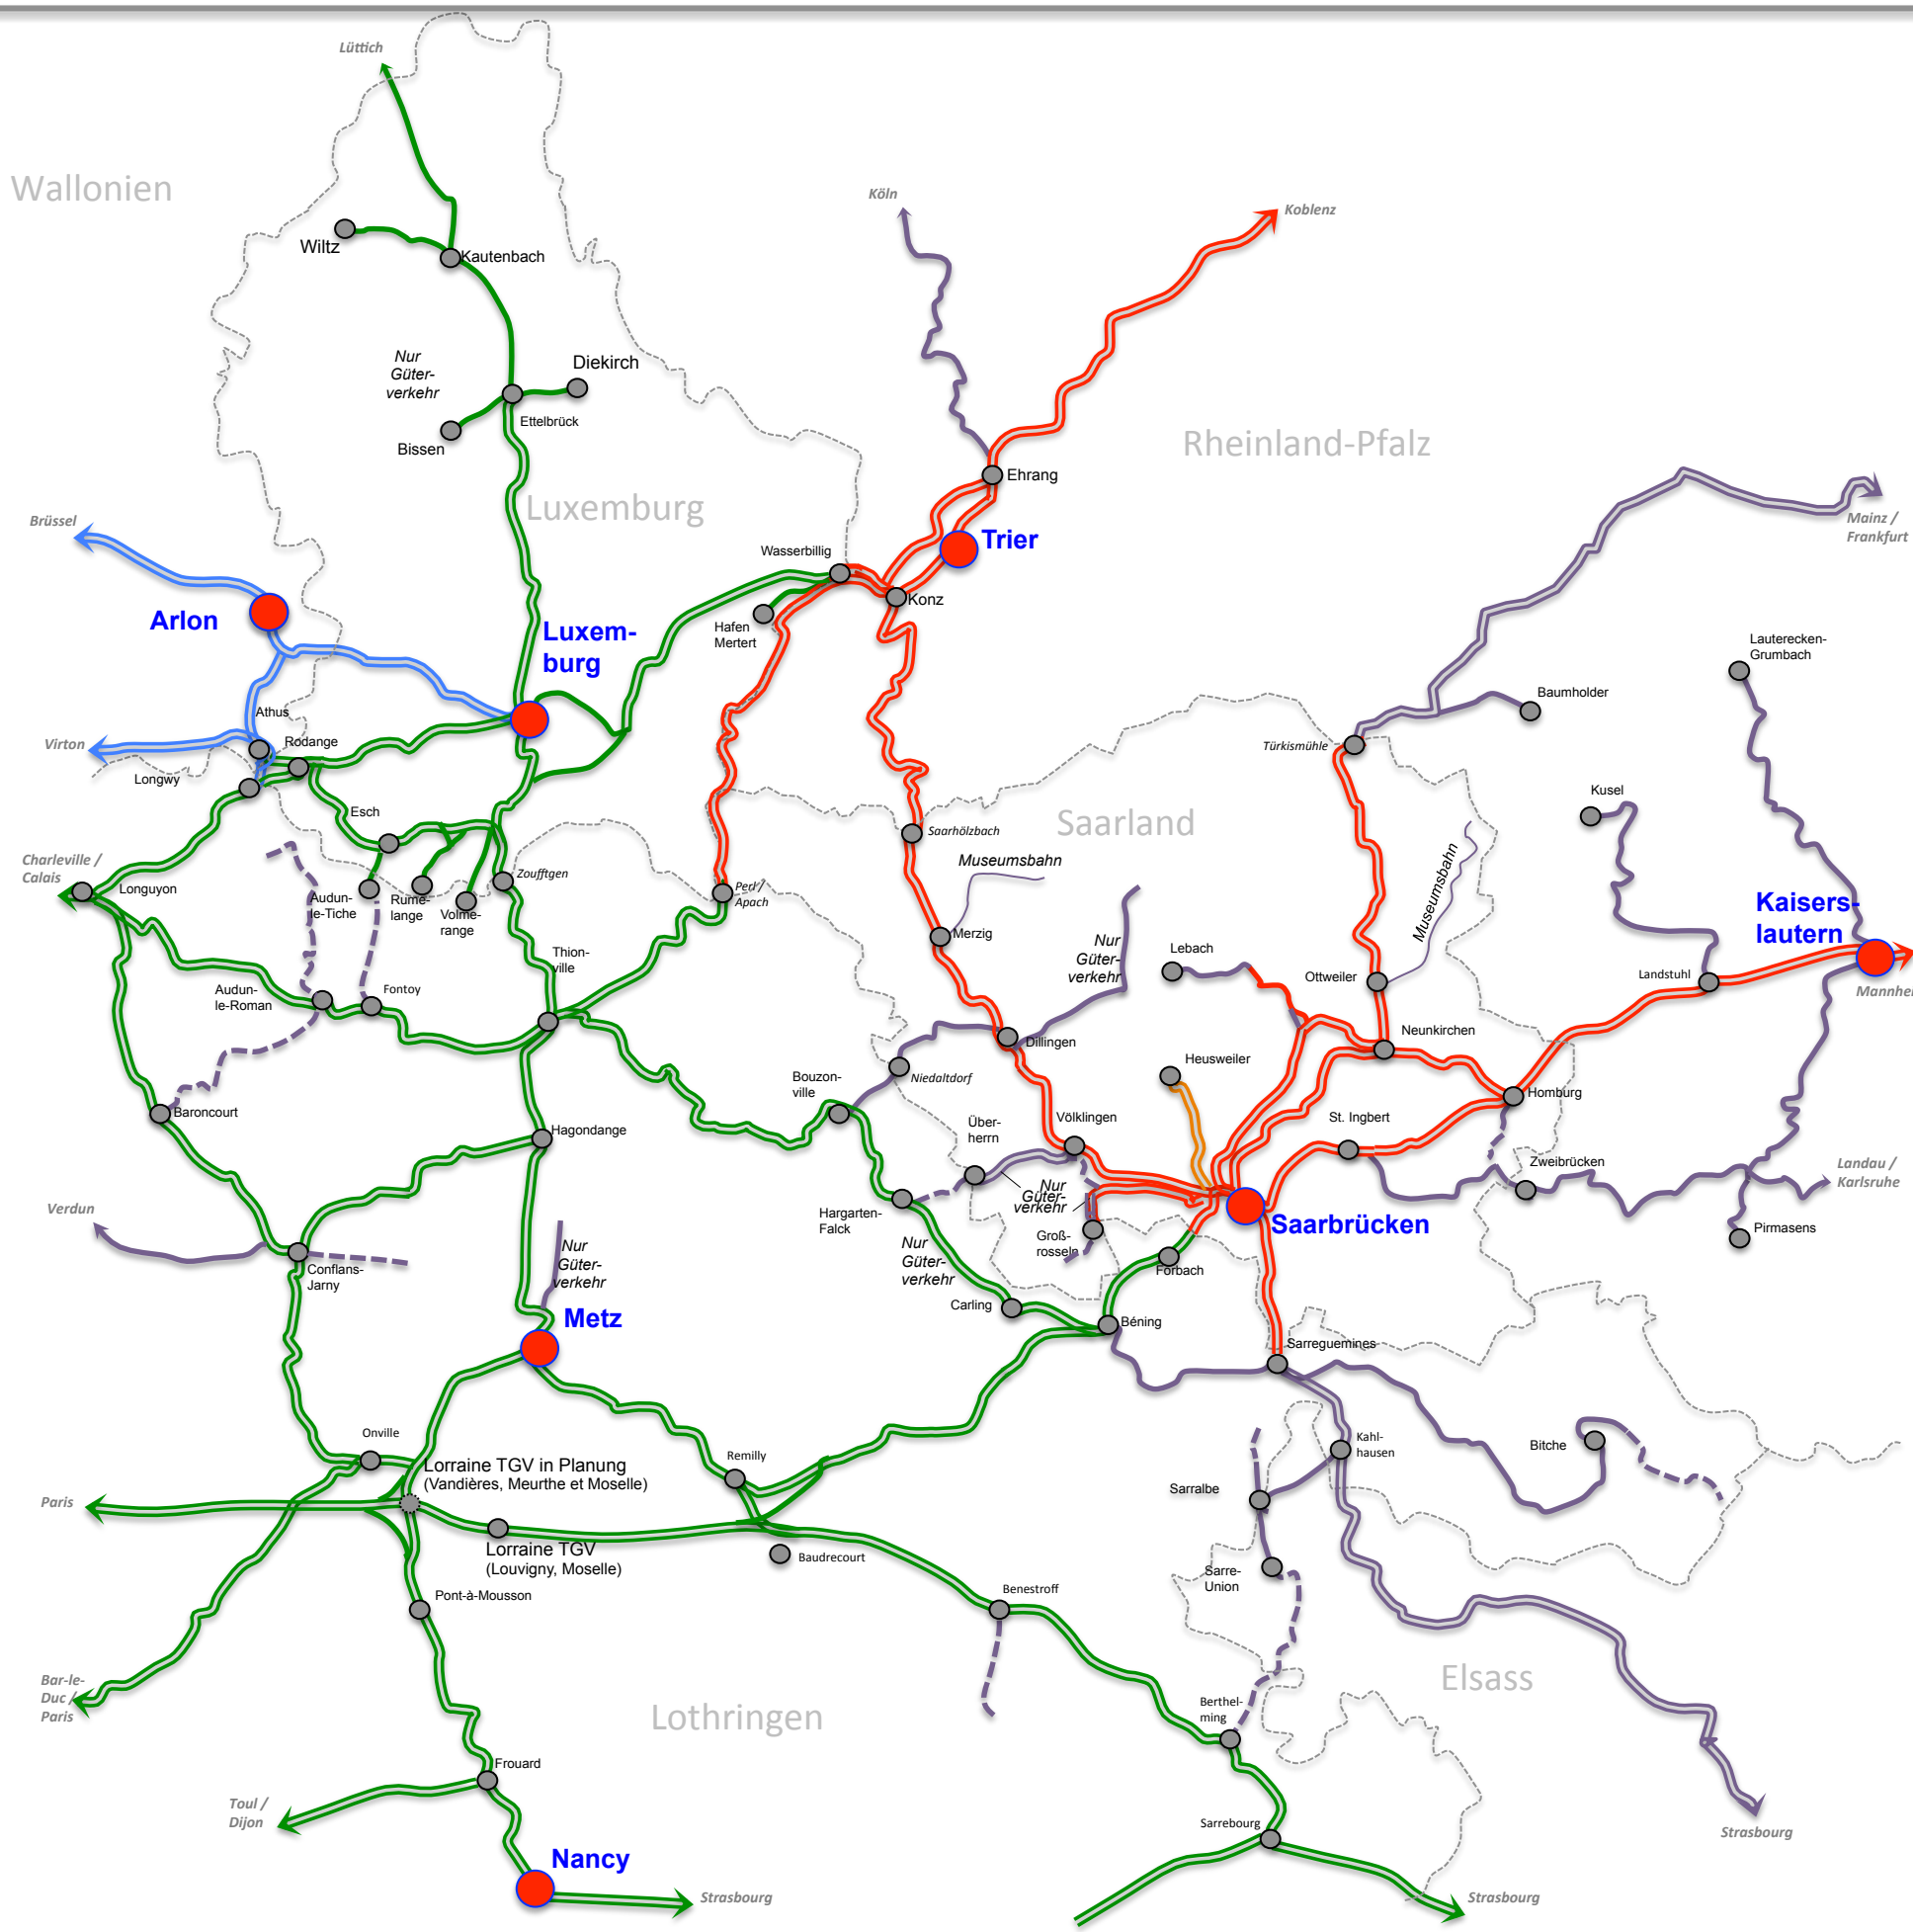 Lüttich
Wallonien
Köln
Koblenz
Wiltz
Kautenbach
Nur
Güter-
verkehr
Diekirch
Ettelbrück
Bissen
Rheinland-Pfalz
Ehrang
Luxemburg
Mainz /
Frankfurt
Brüssel
Trier
Wasserbillig
Konz
Arlon
Luxem-
burg
Hafen
Mertert
Lauterecken-
Grumbach
Baumholder
Athus
Virton
Rodange
Türkismühle
Longwy
Kusel
Esch
Saarland
Saarhölzbach
Museumsbahn
Charleville /
Calais
Longuyon
Zoufftgen
Audun-
le-Tiche
Rume-
lange
Volme-
range
Perl /
Apach
Museumsbahn
Kaisers-
lautern
Merzig
Nur
Güter-
verkehr
Lebach
Ottweiler
Landstuhl
Mannhei
Thion-
ville
Audun-
le-Roman
Fontoy
Neunkirchen
Dillingen
Heusweiler
Niedaltdorf
Bouzon-
ville
Homburg
Baroncourt
Völklingen
St. Ingbert
Über-
herrn
Hagondange
Zweibrücken
Landau /
Karlsruhe
Nur
Güter-
verkehr
Verdun
Hargarten-
Falck
Saarbrücken
Groß-
rosseln
Pirmasens
Nur
Güter-
verkehr
Nur
Güter-
verkehr
Forbach
Conflans-
Jarny
Carling
Metz
Béning
Sarreguemines
Onville
Kahl-
hausen
Bitche
Remilly
Lorraine TGV in Planung
(Vandières, Meurthe et Moselle)
Sarralbe
Paris
Lorraine TGV
(Louvigny, Moselle)
Baudrecourt
Sarre-
Union
Pont-à-Mousson
Benestroff
Bar-le-
Duc /
Paris
Elsass
Lothringen
Berthel-
ming
Frouard
Toul /
Dijon
Sarrebourg
Strasbourg
Nancy
Strasbourg
Strasbourg